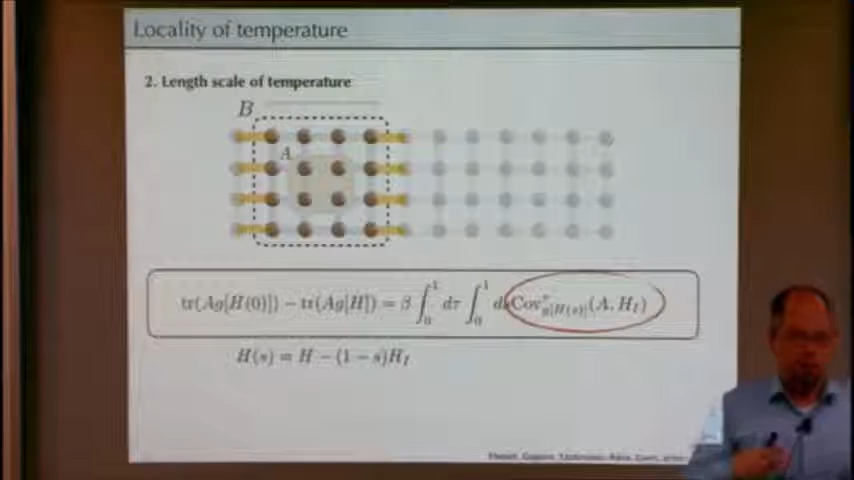 Locality of temperature
2. Length scale of temperature
B
A
tr(Ag[H(0)]) − tr(Ag[H]) = β ∫₀¹ dτ ∫₀¹ ds Cov^τ_{g[H(s)]}(A, H_I)
H(s) = H − (1 − s)H_I